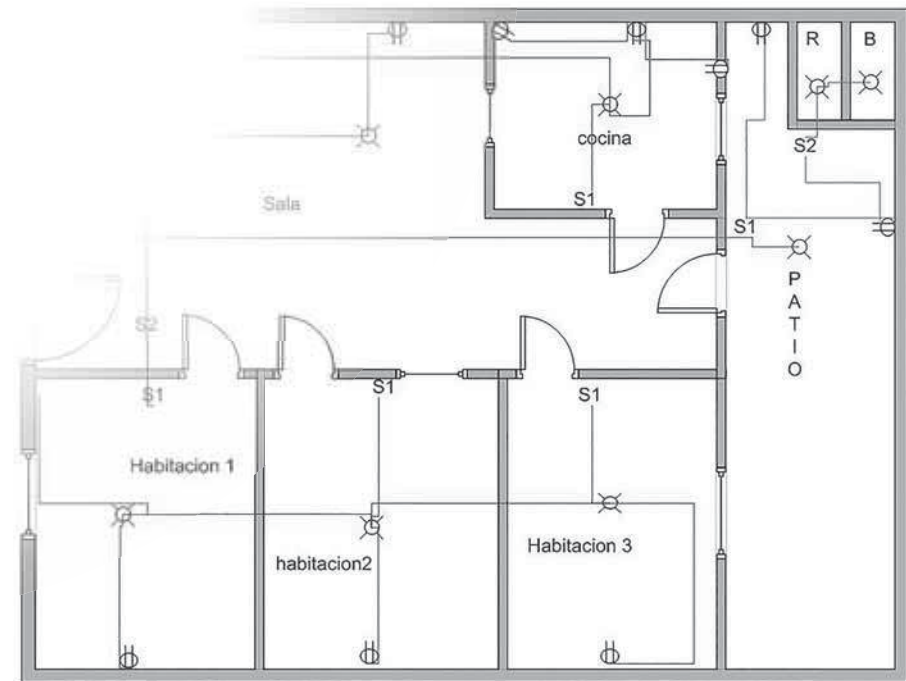 R
B
cocina
S2
Sala
S1
S1
P
A
T
I
O
S2
S1
S1
S1
Habitacion 1
habitacion2
Habitacion 3